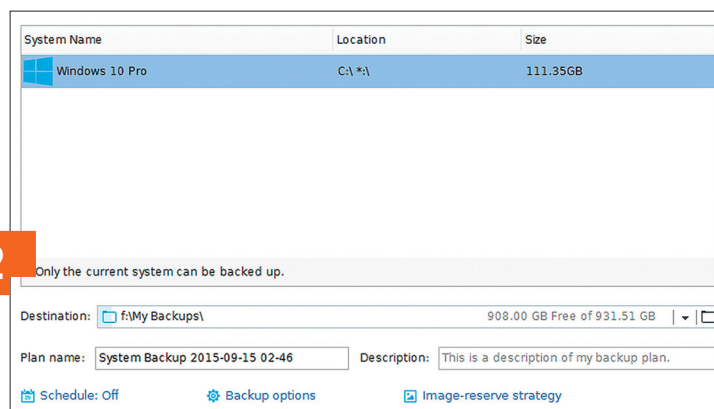 System Name Location Size
Windows 10 Pro C:\ *:\ 111.35GB
2
Only the current system can be backed up.
Destination: f:\My Backups\ 908.00 GB Free of 931.51 GB
Plan name: System Backup 2015-09-15 02-46 Description: This is a description of my backup plan.
Schedule: Off Backup options Image-reserve strategy